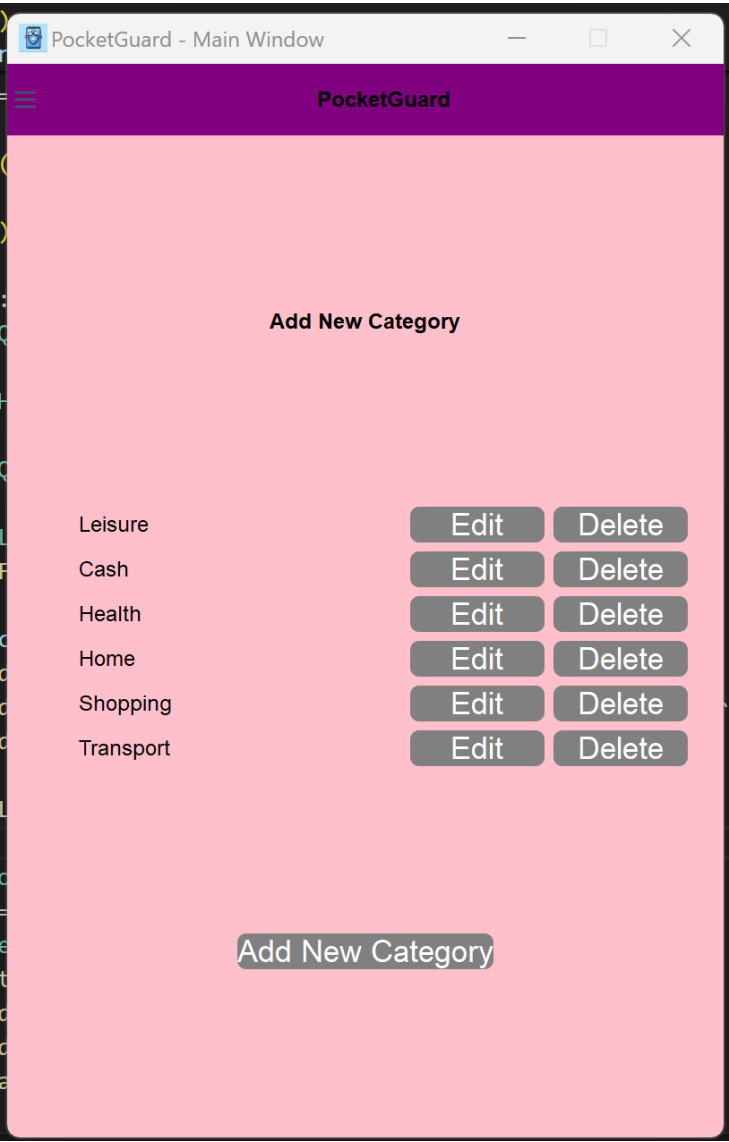 PocketGuard - Main Window
PocketGuard
Add New Category
Leisure Edit Delete
Cash Edit Delete
Health Edit Delete
Home Edit Delete
Shopping Edit Delete
Transport Edit Delete
Add New Category